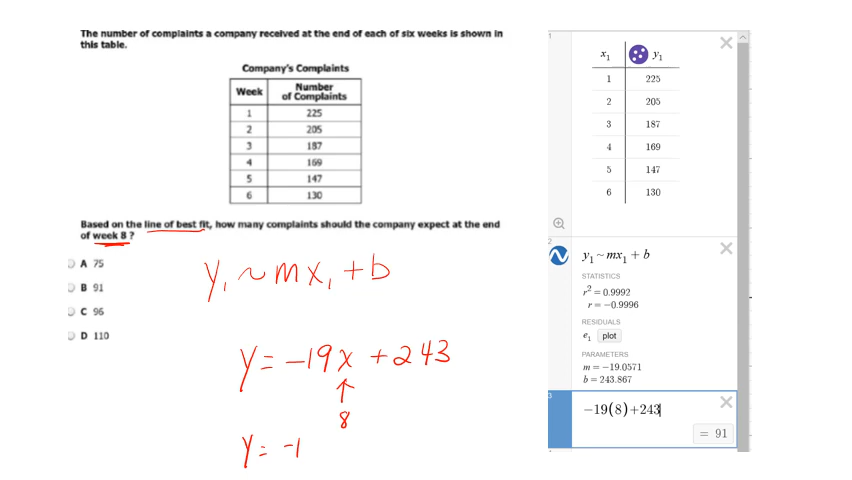 The number of complaints a company received at the end of each of six weeks is shown in
this table.
Company's Complaints
Week Number of Complaints
1 225
2 205
3 187
4 169
5 147
6 130
Based on the line of best fit, how many complaints should the company expect at the end
of week 8 ?
A 75
B 91
C 96
D 110
y₁ ~ mx₁ + b
y = -19x + 243
↑
8
y = -1
1
x₁ y₁
1 225
2 205
3 187
4 169
5 147
6 130
2
y₁ ~ mx₁ + b
STATISTICS
r² = 0.9992
r = −0.9996
RESIDUALS
e₁ plot
PARAMETERS
m = −19.0571
b = 243.867
3
−19(8)+243
= 91